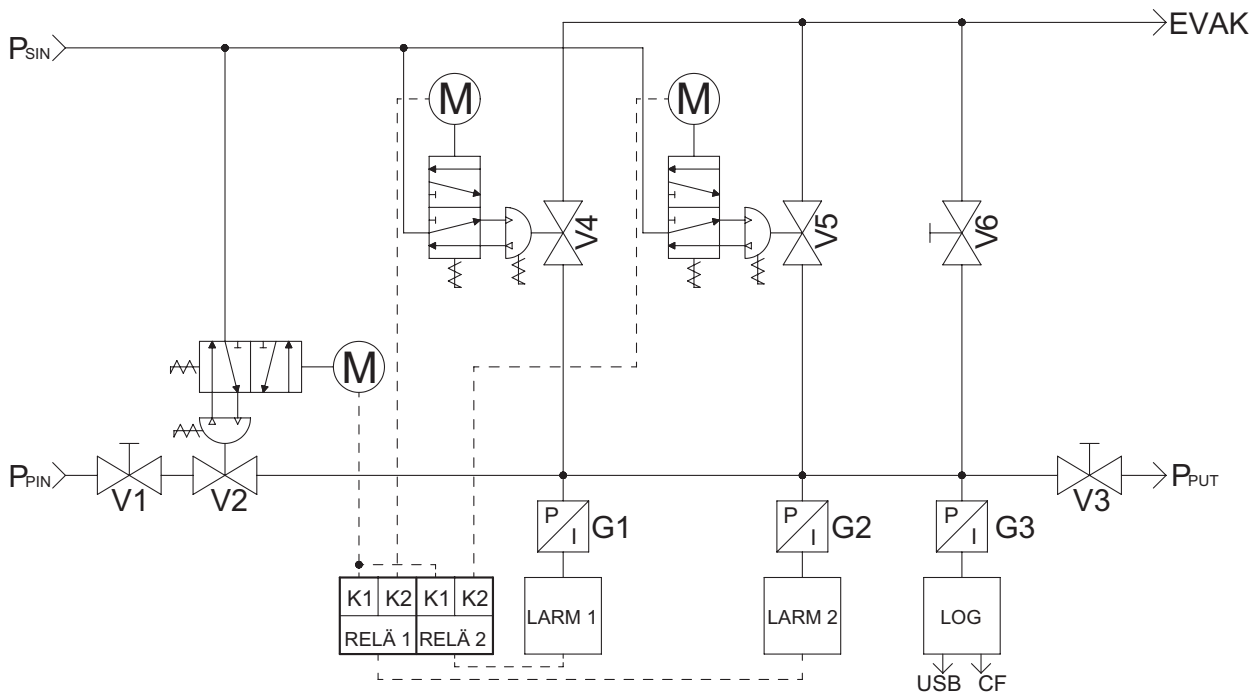 EVAK
PSIN
M
M
V4
V5
V6
M
PPIN
V1
V2
V3
PPUT
P
I
G1
P
I
G2
P
I
G3
K1
K2
K1
K2
RELÄ 1
RELÄ 2
LARM 1
LARM 2
LOG
USB
CF